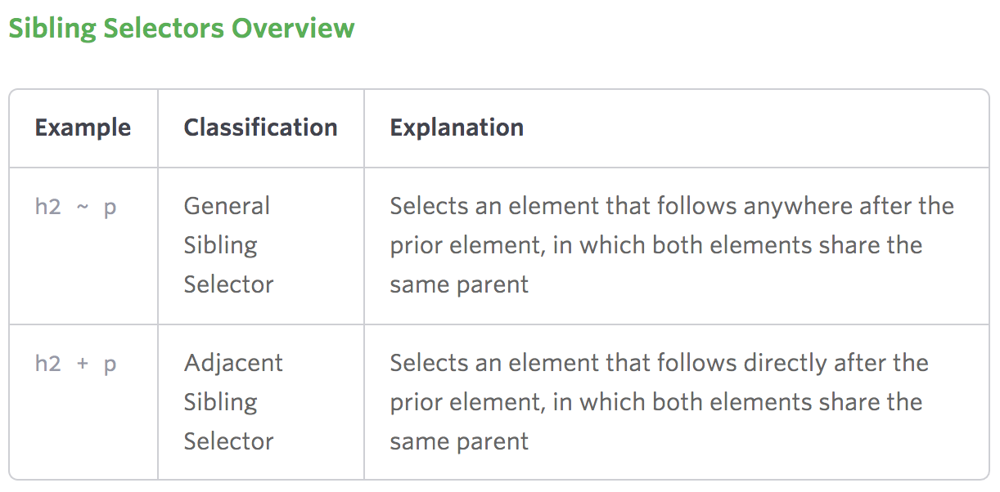 Sibling Selectors Overview
Example Classification Explanation
h2 ~ p
General
Sibling
Selector
Selects an element that follows anywhere after the
prior element, in which both elements share the
same parent
h2 + p
Adjacent
Sibling
Selector
Selects an element that follows directly after the
prior element, in which both elements share the
same parent